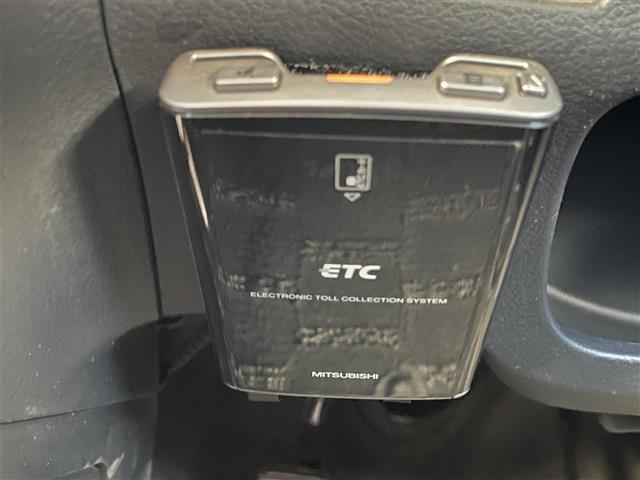 ETC
ELECTRONIC TOLL COLLECTION SYSTEM
MITSUBISHI